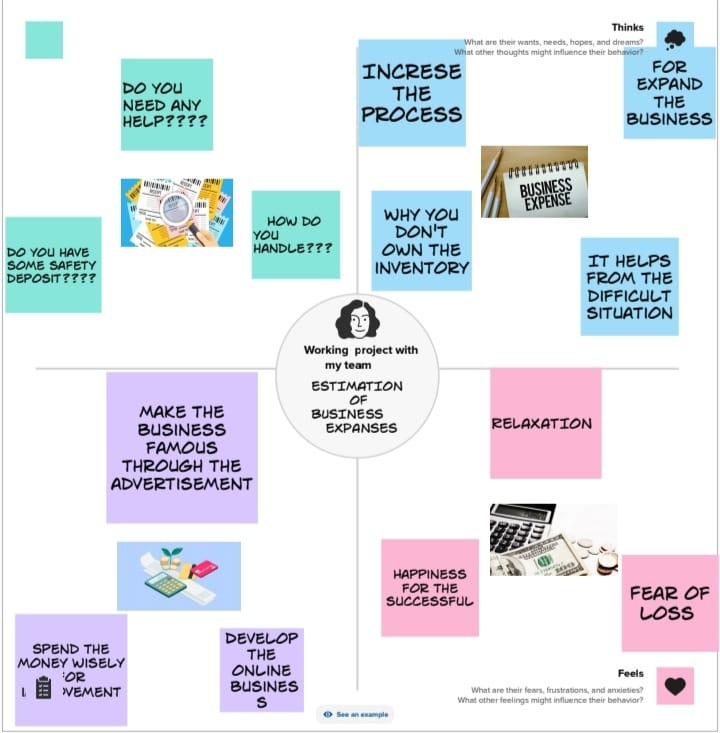 DO YOU
NEED ANY
HELP????
HOW DO
YOU
HANDLE???
DO YOU HAVE
SOME SAFETY
DEPOSIT????
Thinks
What are their wants, needs, hopes, and dreams?
What other thoughts might influence their behavior?
INCRESE
THE
PROCESS
FOR
EXPAND
THE
BUSINESS
BUSINESS
EXPENSE
WHY YOU
DON'T
OWN THE
INVENTORY
IT HELPS
FROM THE
DIFFICULT
SITUATION
Working project with
my team
ESTIMATION
OF
BUSINESS
EXPANSES
MAKE THE
BUSINESS
FAMOUS
THROUGH THE
ADVERTISEMENT
SPEND THE
MONEY WISELY
DEVELOP
THE
ONLINE
BUSINES
S
RELAXATION
HAPPINESS
FOR THE
SUCCESSFUL
FEAR OF
LOSS
Feels
What are their fears, frustrations, and anxieties?
What other feelings might influence their behavior?
See an example